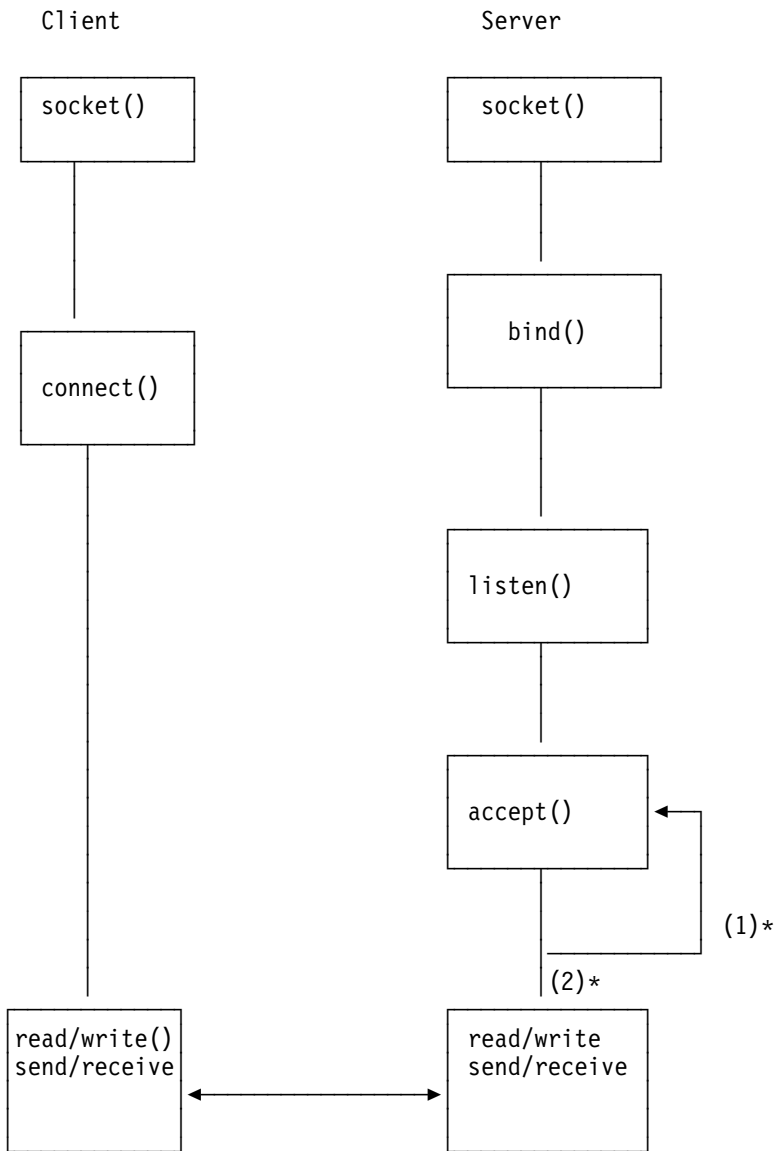 Client
Server
socket()
socket()
bind()
connect()
listen()
accept()
(1)*
(2)*
read/write()
send/receive
read/write
send/receive